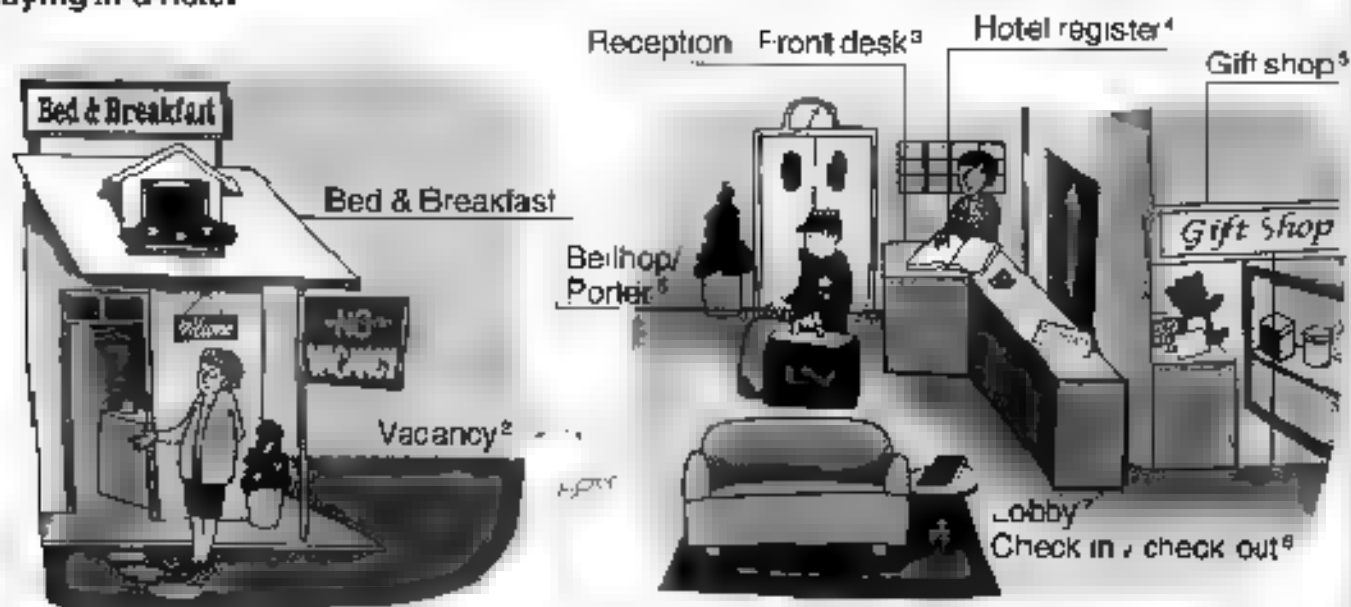 Reception Front desk³
Hotel register⁴
Gift shop⁵
Bed & Breakfast
Bed & Breakfast
Gift Shop
Bellhop/
Porter⁶
Welcome
Vacancy²
Lobby⁷
Check in / check out⁸